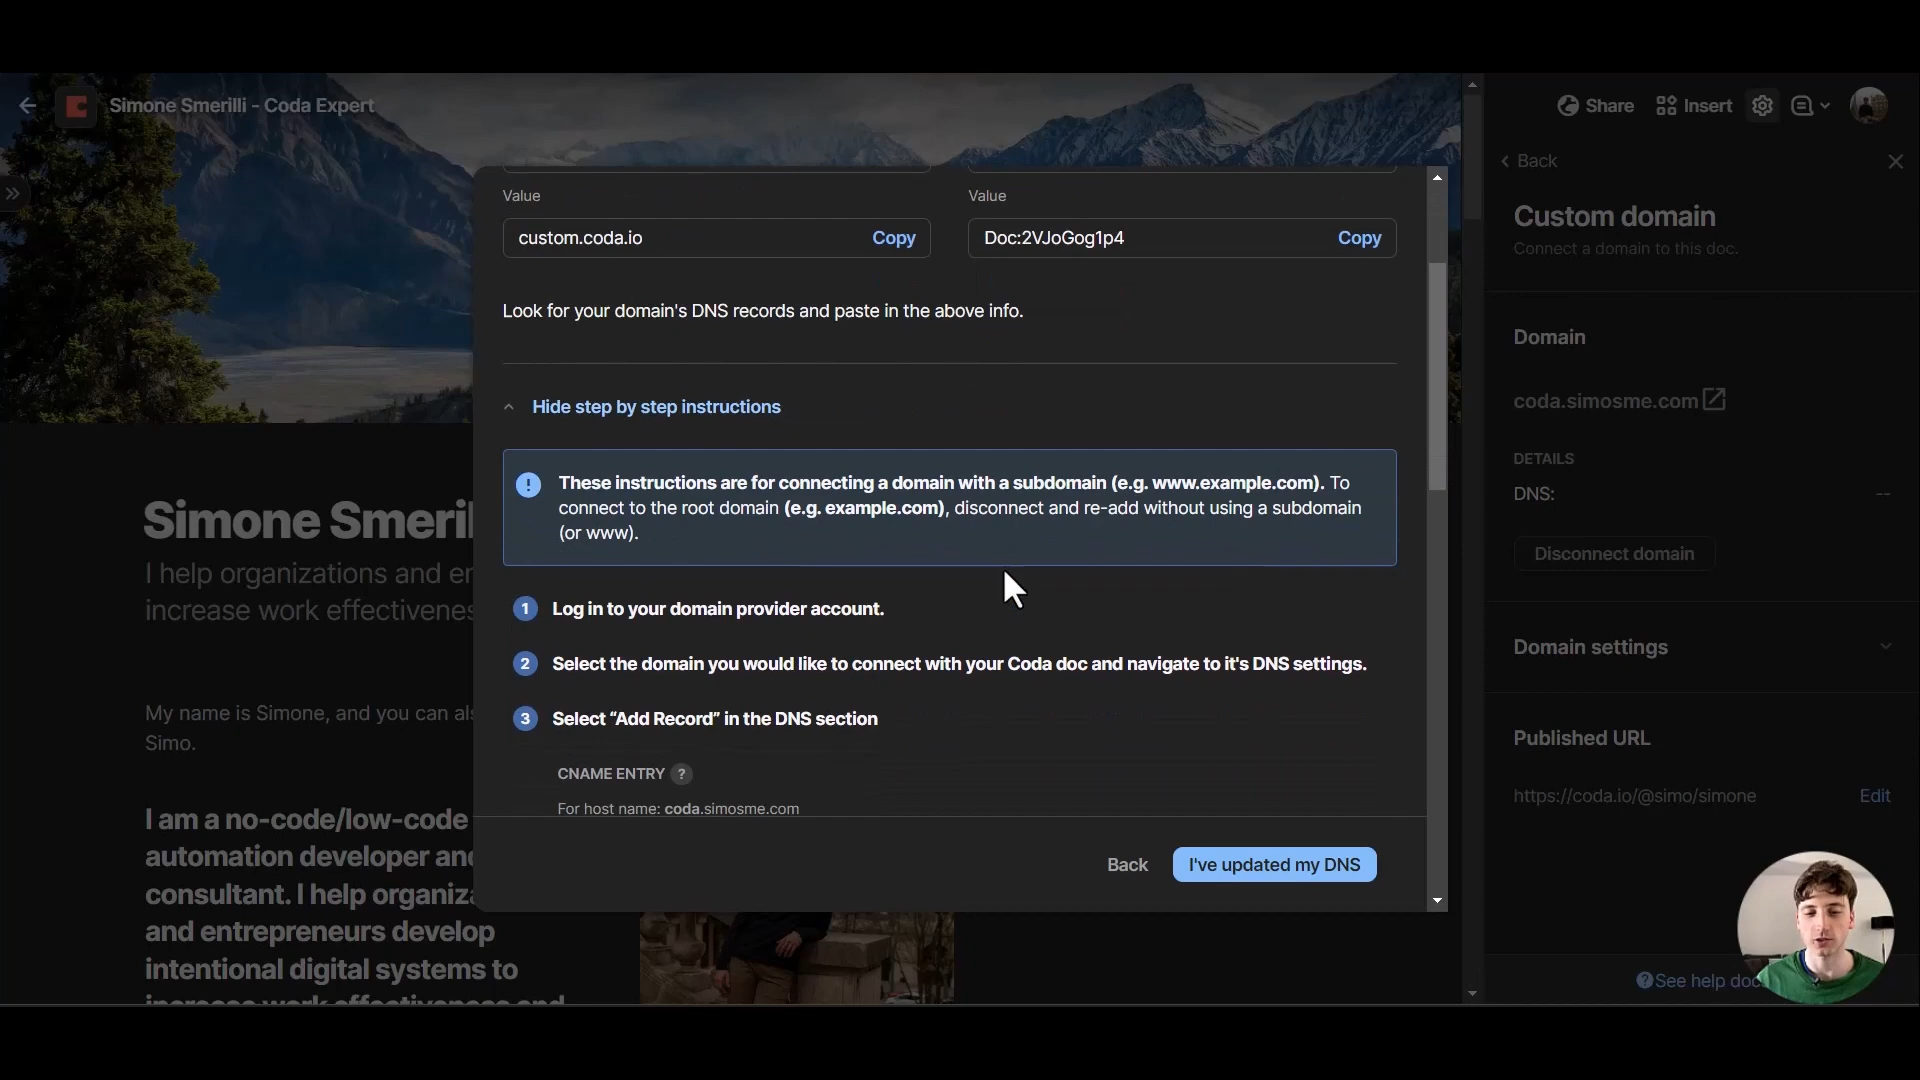 Simone Smerilli - Coda Expert
Share
Insert
Value
custom.coda.io
Copy
Value
Doc:2VJoGog1p4
Copy
Look for your domain's DNS records and paste in the above info.
Hide step by step instructions
These instructions are for connecting a domain with a subdomain (e.g. www.example.com). To
connect to the root domain (e.g. example.com), disconnect and re-add without using a subdomain
(or www).
1 Log in to your domain provider account.
2 Select the domain you would like to connect with your Coda doc and navigate to it's DNS settings.
3 Select “Add Record” in the DNS section
CNAME ENTRY ?
For host name: coda.simosme.com
Back
I've updated my DNS
Simone Smeril
I help organizations and er
increase work effectivenes
My name is Simone, and you can als
Simo.
I am a no-code/low-code
automation developer and
consultant. I help organiza
and entrepreneurs develop
intentional digital systems to
increase work effectiveness and
Back
Custom domain
Connect a domain to this doc.
Domain
coda.simosme.com
DETAILS
DNS:
--
Disconnect domain
Domain settings
Published URL
https://coda.io/@simo/simone
Edit
See help doc